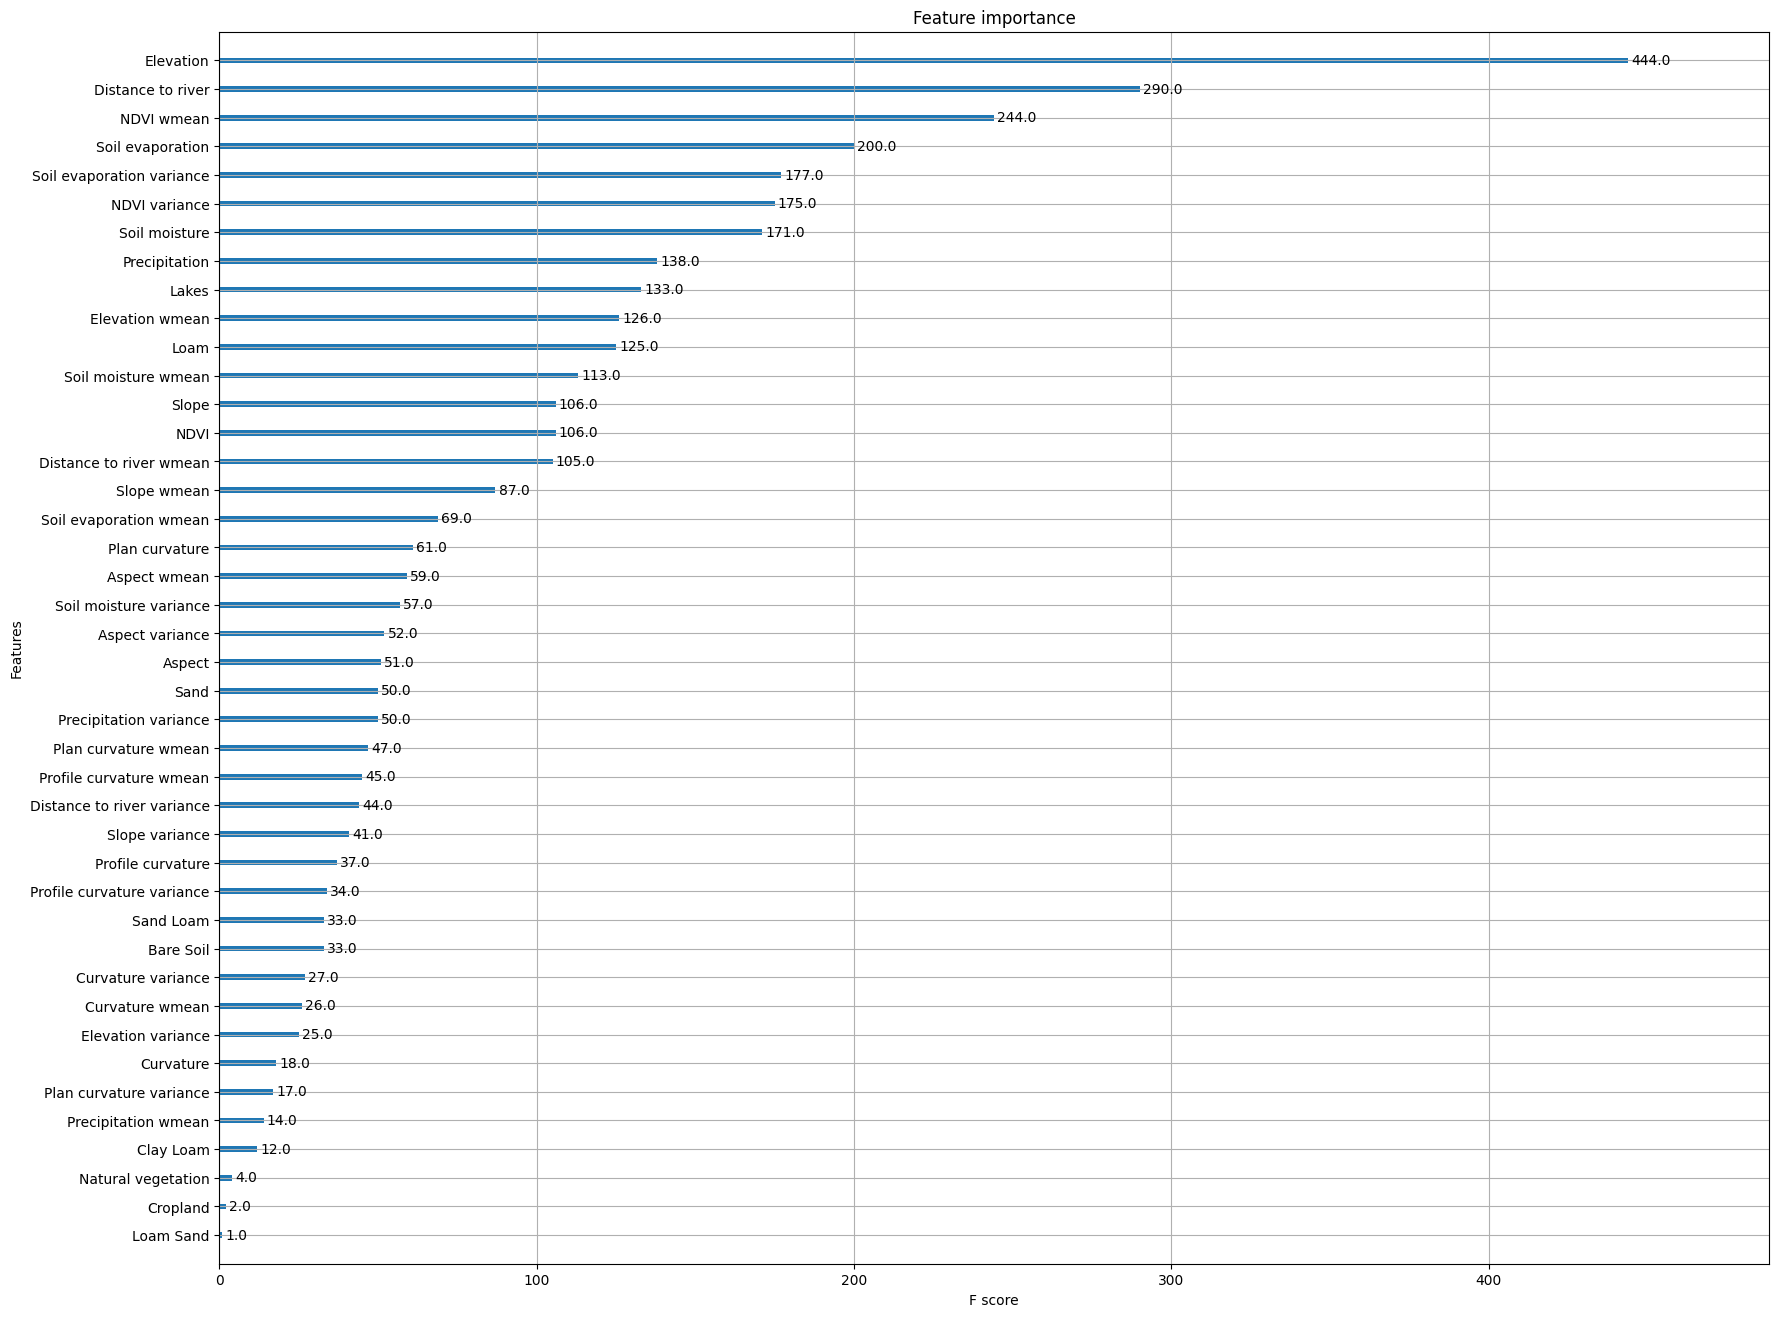 Feature importance
Elevation 444.0
Distance to river 290.0
NDVI wmean 244.0
Soil evaporation 200.0
Soil evaporation variance 177.0
NDVI variance 175.0
Soil moisture 171.0
Precipitation 138.0
Lakes 133.0
Elevation wmean 126.0
Loam 125.0
Soil moisture wmean 113.0
Slope 106.0
NDVI 106.0
Distance to river wmean 105.0
Slope wmean 87.0
Soil evaporation wmean 69.0
Plan curvature 61.0
Aspect wmean 59.0
Soil moisture variance 57.0
Aspect variance 52.0
Aspect 51.0
Sand 50.0
Precipitation variance 50.0
Plan curvature wmean 47.0
Profile curvature wmean 45.0
Distance to river variance 44.0
Slope variance 41.0
Profile curvature 37.0
Profile curvature variance 34.0
Sand Loam 33.0
Bare Soil 33.0
Curvature variance 27.0
Curvature wmean 26.0
Elevation variance 25.0
Curvature 18.0
Plan curvature variance 17.0
Precipitation wmean 14.0
Clay Loam 12.0
Natural vegetation 4.0
Cropland 2.0
Loam Sand 1.0
Features
0 100 200 300 400
F score